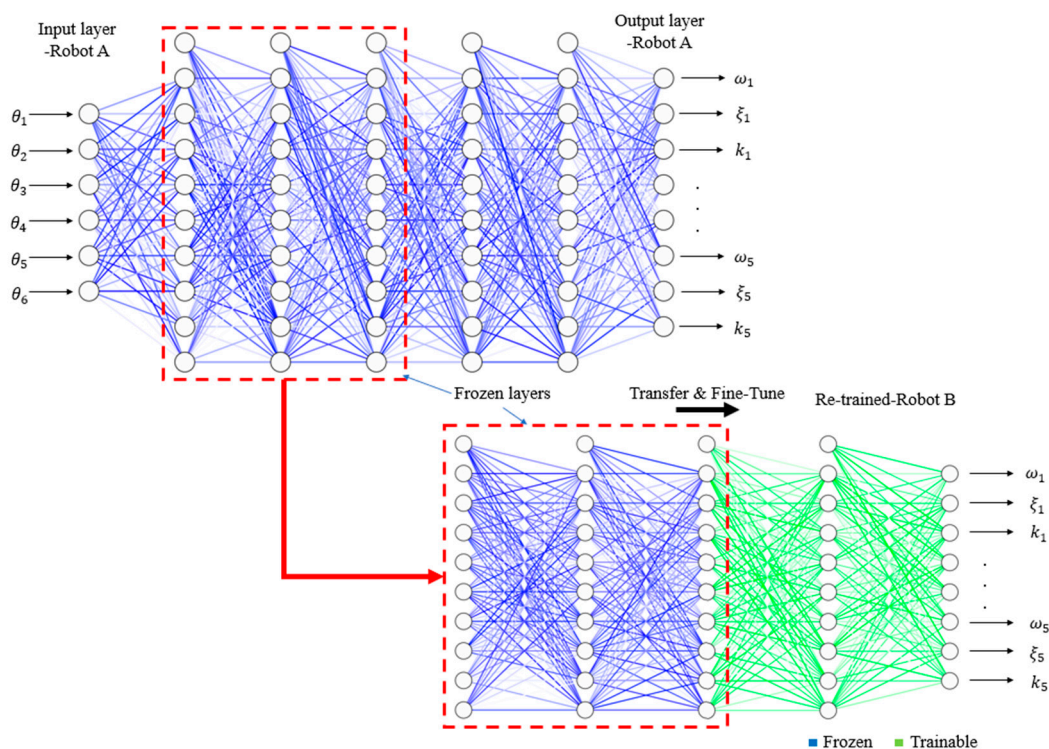 Input layer
-Robot A
Output layer
-Robot A
θ1
θ2
θ3
θ4
θ5
θ6
ω1
ξ1
k1
.
.
.
ω5
ξ5
k5
Frozen layers
Transfer & Fine-Tune
Re-trained-Robot B
ω1
ξ1
k1
.
.
.
ω5
ξ5
k5
Frozen Trainable